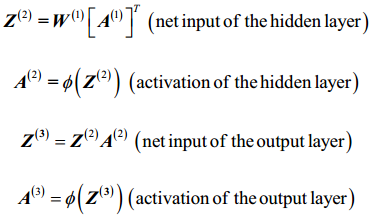 Z⁽²⁾ = W⁽¹⁾[A⁽¹⁾]ᵀ (net input of the hidden layer)
A⁽²⁾ = ϕ(Z⁽²⁾) (activation of the hidden layer)
Z⁽³⁾ = Z⁽²⁾A⁽²⁾ (net input of the output layer)
A⁽³⁾ = ϕ(Z⁽³⁾) (activation of the output layer)